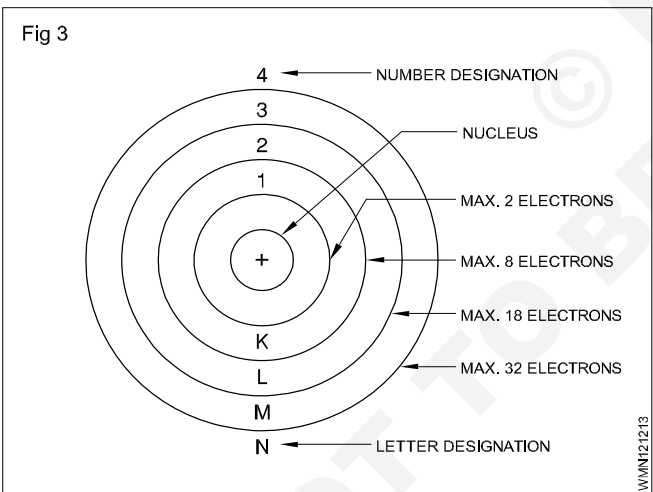 Fig 3
4
NUMBER DESIGNATION
3
NUCLEUS
2
1
MAX. 2 ELECTRONS
+
MAX. 8 ELECTRONS
MAX. 18 ELECTRONS
K
MAX. 32 ELECTRONS
L
M
N
LETTER DESIGNATION
WMN121213